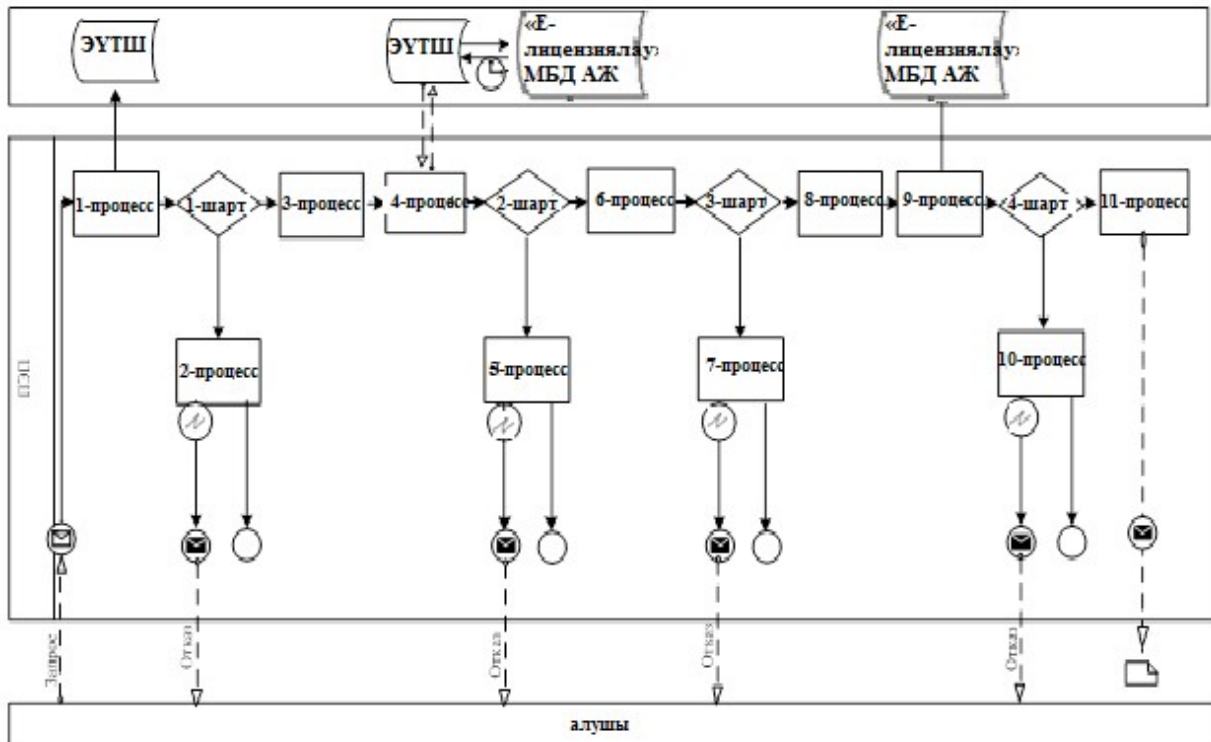 ЭҮТШ
ЭҮТШ
«Е-
лицензиялау»
МБД АЖ
«Е-
лицензиялау»
МБД АЖ
1-процесс
1-шарт
3-процесс
4-процесс
2-шарт
6-процесс
3-шарт
8-процесс
9-процесс
4-шарт
11-процесс
2-процесс
5-процесс
7-процесс
10-процесс
Запрос
Отказ
Отказ
Отказ
Отказ
алушы